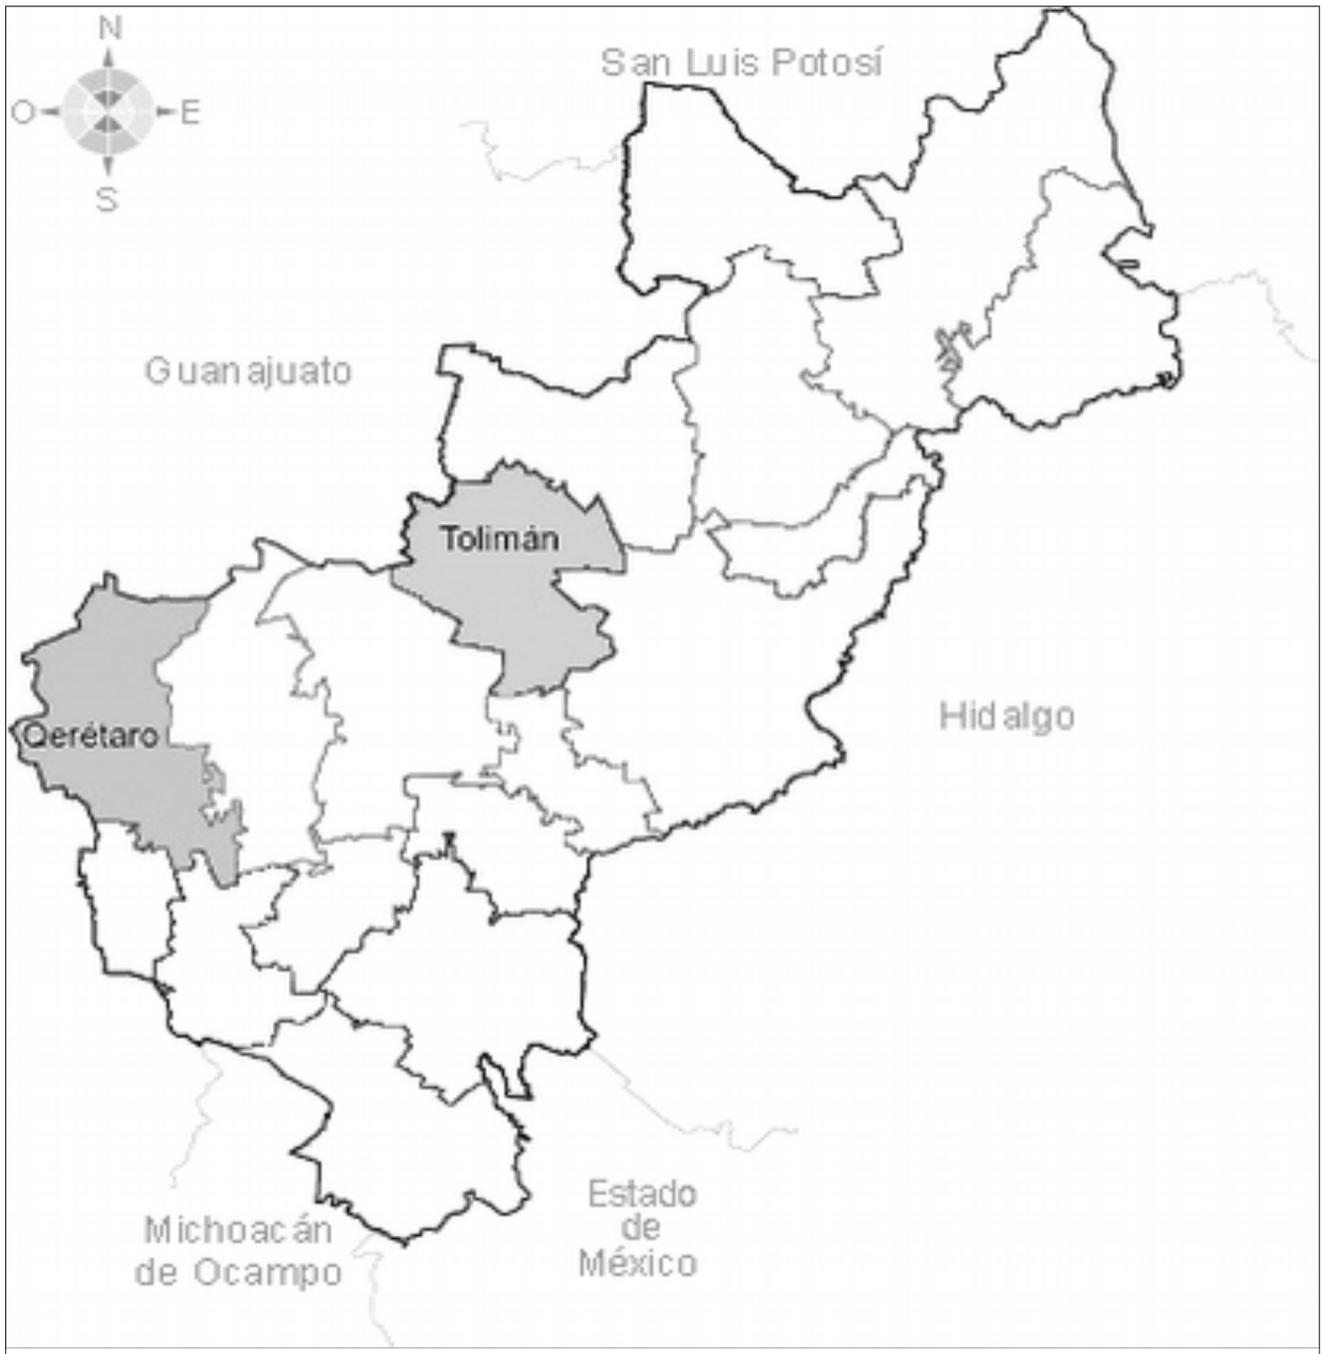 N
San Luis Potosí
O
E
S
Guanajuato
Tolimán
Qerétaro
Hidalgo
Estado
de
México
Michoacán
de Ocampo